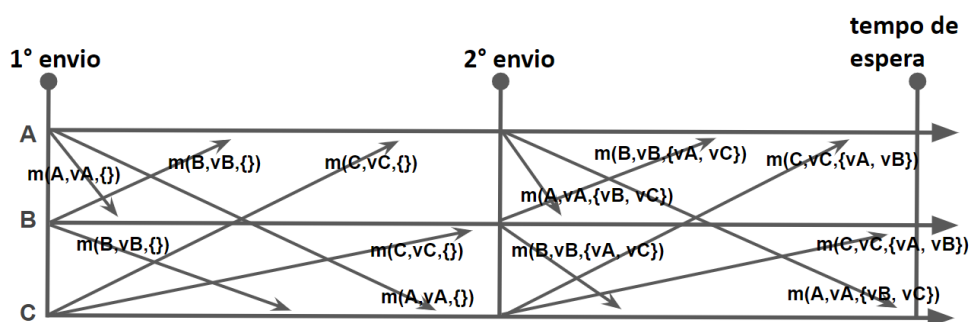 tempo de
espera
1° envio
2° envio
A
m(B,vB,{})
m(C,vC,{})
m(B,vB,{vA, vC})
m(C,vC,{vA, vB})
m(A,vA,{})
m(A,vA,{vB, vC})
B
m(B,vB,{})
m(C,vC,{})
m(B,vB,{vA, vC})
m(C,vC,{vA, vB})
m(A,vA,{})
m(A,vA,{vB, vC})
C